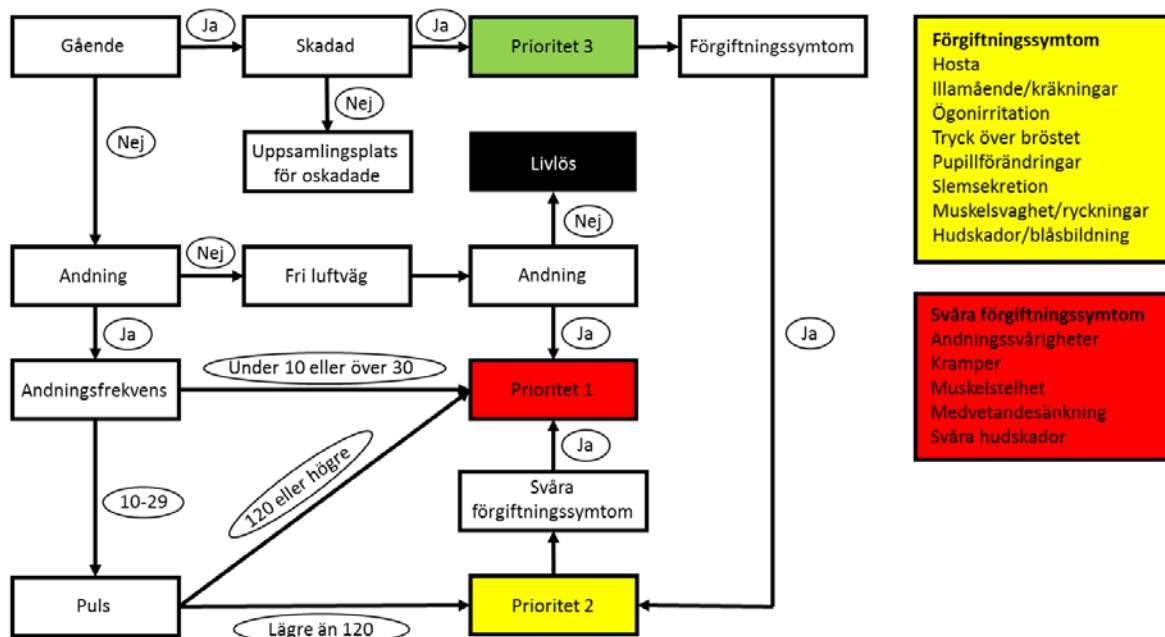 Gående
Ja
Skadad
Ja
Prioritet 3
Förgiftningssymtom
Nej
Nej
Uppsamlingsplats
för oskadade
Livlös
Nej
Andning
Nej
Fri luftväg
Andning
Ja
Ja
Ja
Andningsfrekvens
Under 10 eller över 30
Prioritet 1
Ja
120 eller högre
10-29
Svåra
förgiftningssymtom
Puls
Lägre än 120
Prioritet 2
Förgiftningssymtom
Hosta
Illamående/kräkningar
Ögonirritation
Tryck över bröstet
Pupillförändringar
Slemsekretion
Muskelsvaghet/ryckningar
Hudskador/blåsbildning
Svåra förgiftningssymtom
Andningssvårigheter
Kramper
Muskelstelhet
Medvetandesänkning
Svåra hudskador